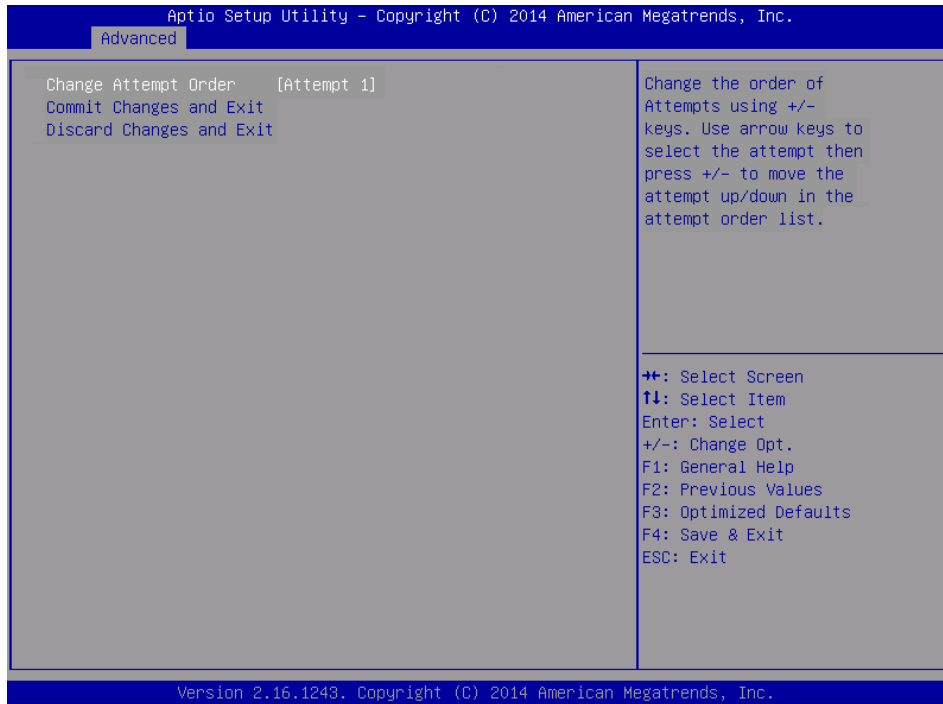 Aptio Setup Utility – Copyright (C) 2014 American Megatrends, Inc.
Advanced
Change Attempt Order [Attempt 1]
Commit Changes and Exit
Discard Changes and Exit
Change the order of
Attempts using +/-
keys. Use arrow keys to
select the attempt then
press +/- to move the
attempt up/down in the
attempt order list.
→←: Select Screen
↑↓: Select Item
Enter: Select
+/-: Change Opt.
F1: General Help
F2: Previous Values
F3: Optimized Defaults
F4: Save & Exit
ESC: Exit
Version 2.16.1243. Copyright (C) 2014 American Megatrends, Inc.